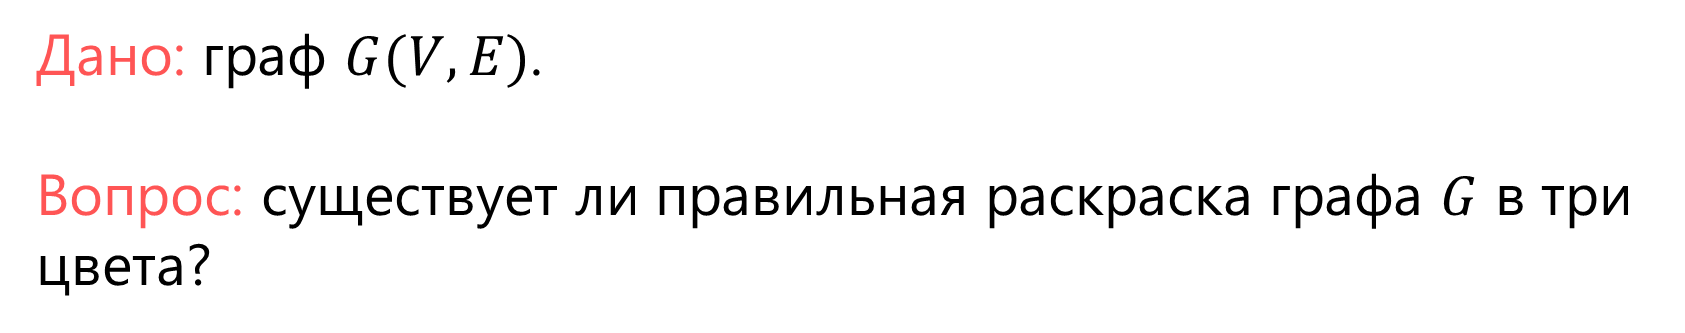 Дано: граф G(V, E).
Вопрос: существует ли правильная раскраска графа G в три
цвета?